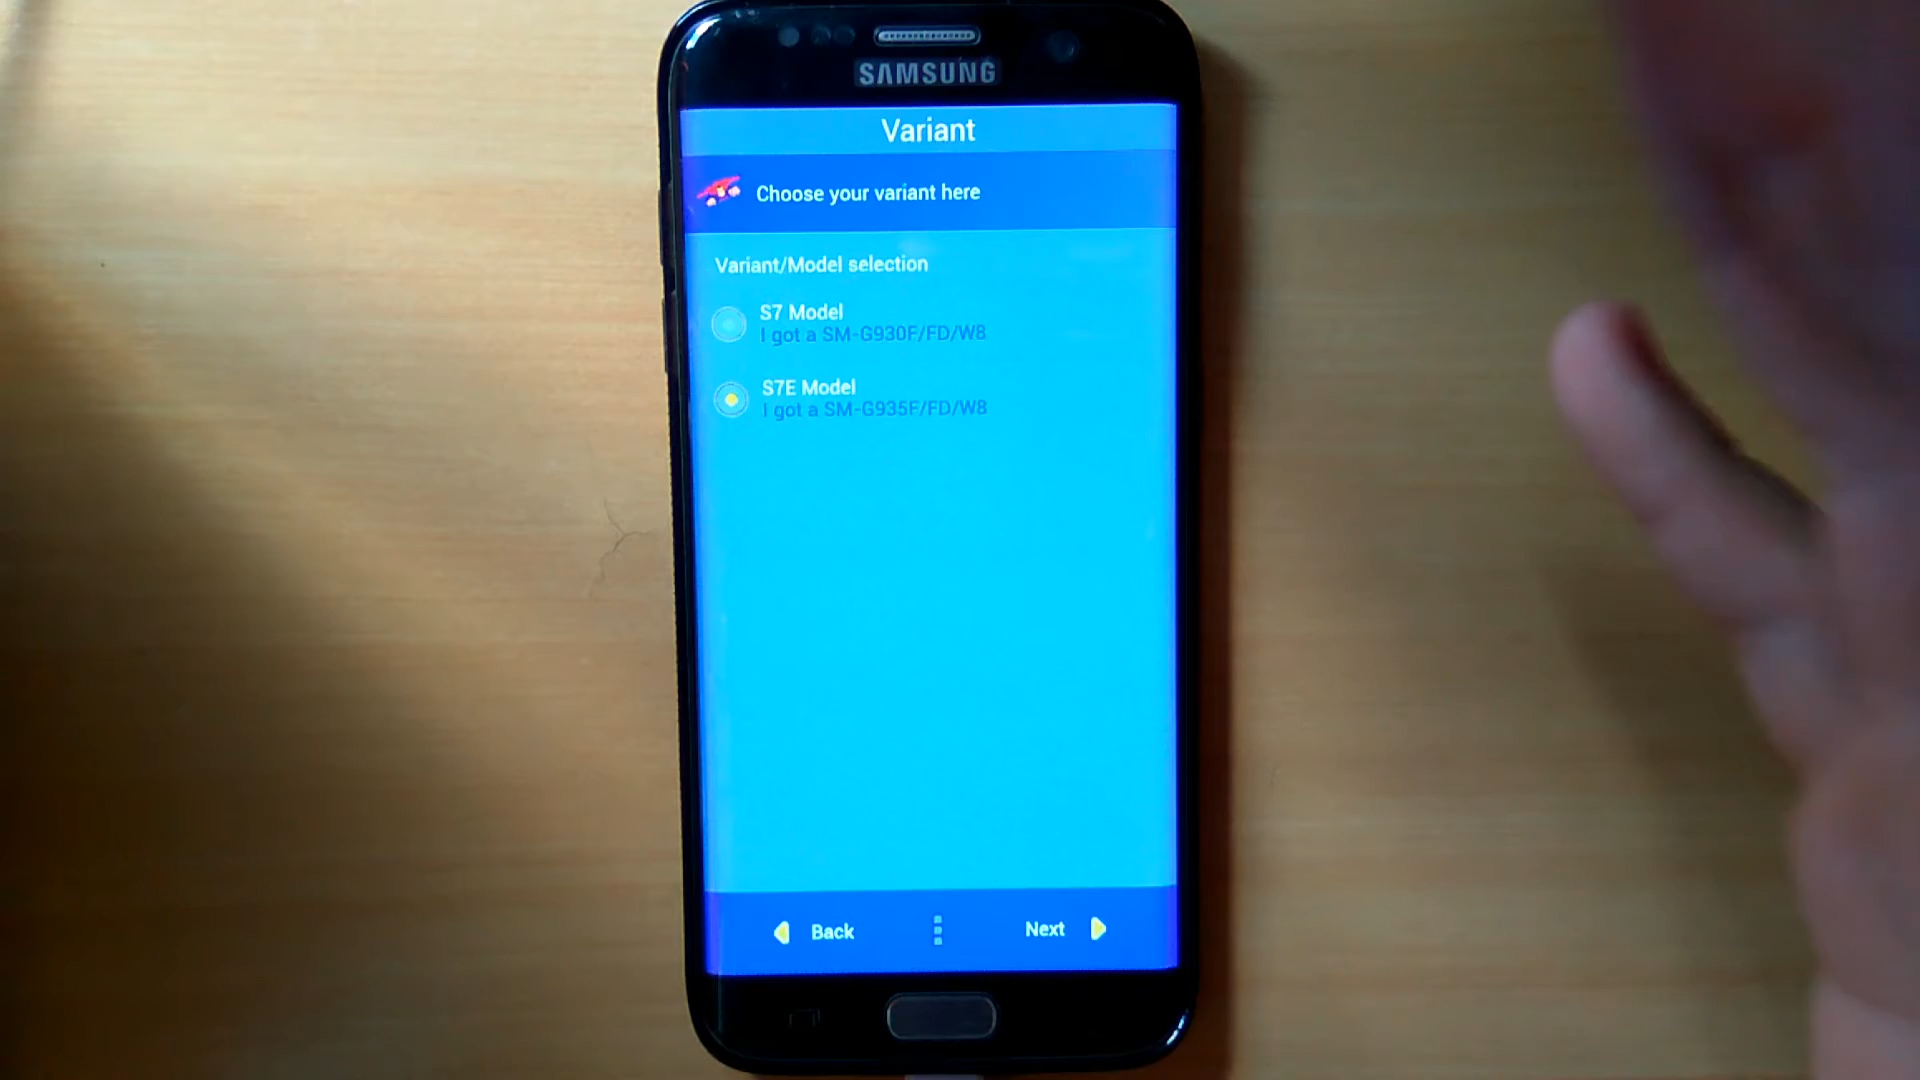 SAMSUNG
Variant
Choose your variant here
Variant/Model selection
S7 Model
I got a SM-G930F/FD/W8
S7E Model
I got a SM-G935F/FD/W8
Back
Next